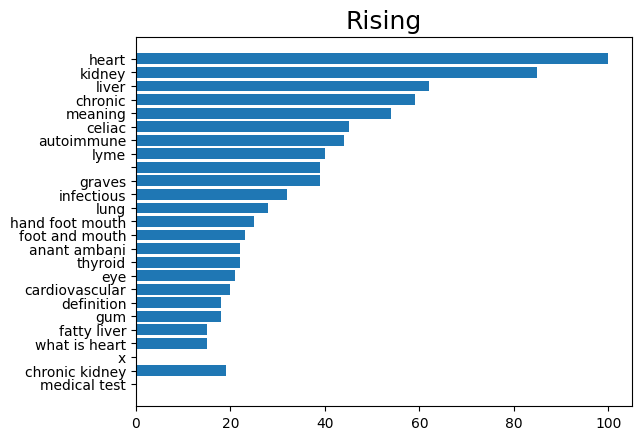 Rising
heart
kidney
liver
chronic
meaning
celiac
autoimmune
lyme
graves
infectious
lung
hand foot mouth
foot and mouth
anant ambani
thyroid
eye
cardiovascular
definition
gum
fatty liver
what is heart
x
chronic kidney
medical test
0 20 40 60 80 100